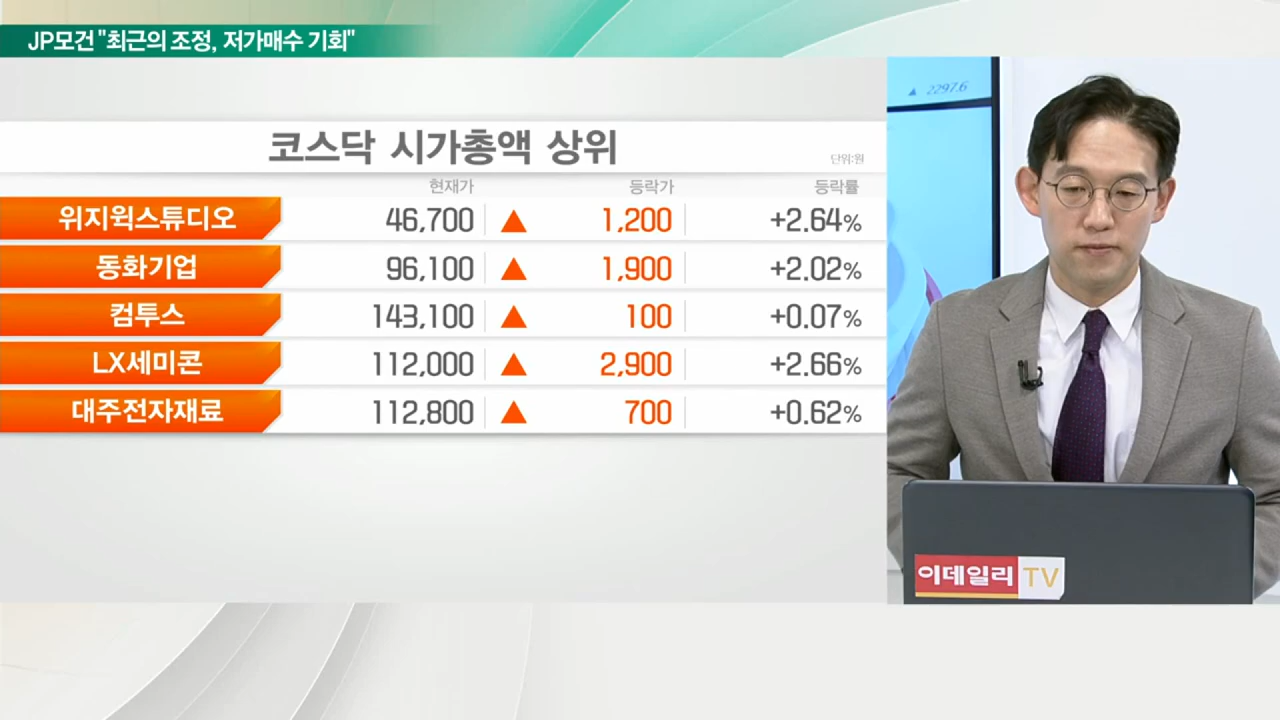 JP모건 "최근의 조정, 저가매수 기회"
▲ 2297.6
코스닥 시가총액 상위
단위:원
현재가 등락가 등락률
위지윅스튜디오 46,700 ▲ 1,200 +2.64%
동화기업 96,100 ▲ 1,900 +2.02%
컴투스 143,100 ▲ 100 +0.07%
LX세미콘 112,000 ▲ 2,900 +2.66%
대주전자재료 112,800 ▲ 700 +0.62%
이데일리 TV